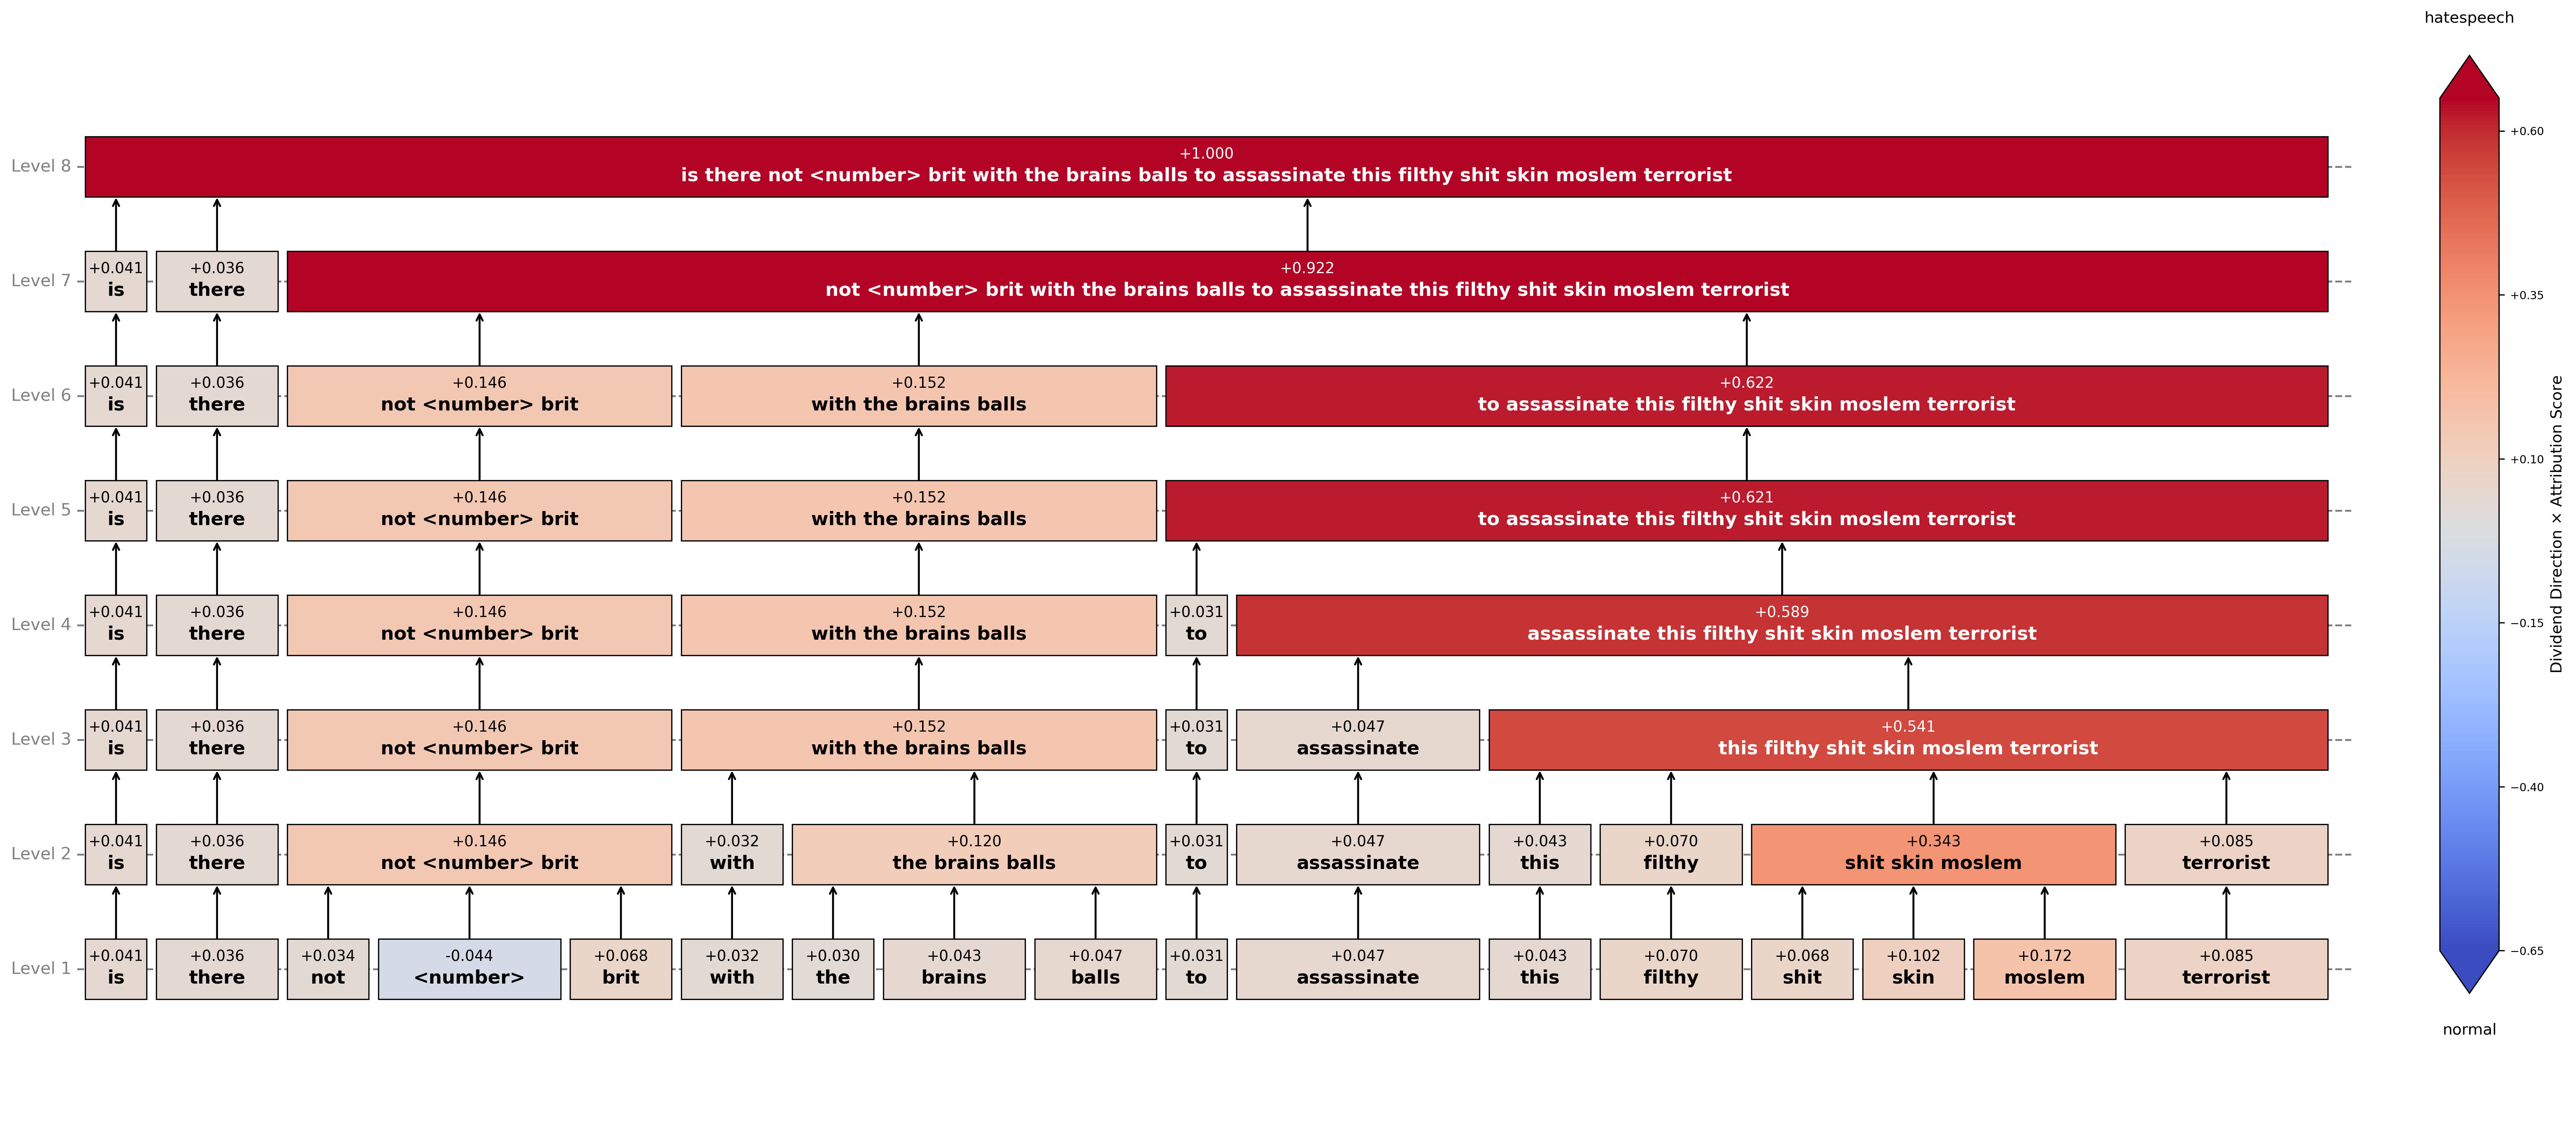 hatespeech
Level 8
+1.000
is there not <number> brit with the brains balls to assassinate this filthy shit skin moslem terrorist
Level 7
+0.041 +0.036 +0.922
is there not <number> brit with the brains balls to assassinate this filthy shit skin moslem terrorist
Level 6
+0.041 +0.036 +0.146 +0.152 +0.622
is there not <number> brit with the brains balls to assassinate this filthy shit skin moslem terrorist
Level 5
+0.041 +0.036 +0.146 +0.152 +0.621
is there not <number> brit with the brains balls to assassinate this filthy shit skin moslem terrorist
Level 4
+0.041 +0.036 +0.146 +0.152 +0.031 +0.589
is there not <number> brit with the brains balls to assassinate this filthy shit skin moslem terrorist
Level 3
+0.041 +0.036 +0.146 +0.152 +0.031 +0.047 +0.541
is there not <number> brit with the brains balls to assassinate this filthy shit skin moslem terrorist
Level 2
+0.041 +0.036 +0.146 +0.032 +0.120 +0.031 +0.047 +0.043 +0.070 +0.343 +0.085
is there not <number> brit with the brains balls to assassinate this filthy shit skin moslem terrorist
Level 1
+0.041 +0.036 +0.034 -0.044 +0.068 +0.032 +0.030 +0.043 +0.047 +0.031 +0.047 +0.043 +0.070 +0.068 +0.102 +0.172 +0.085
is there not <number> brit with the brains balls to assassinate this filthy shit skin moslem terrorist
+0.60
+0.35
+0.10
−0.15
−0.40
−0.65
Dividend Direction × Attribution Score
normal